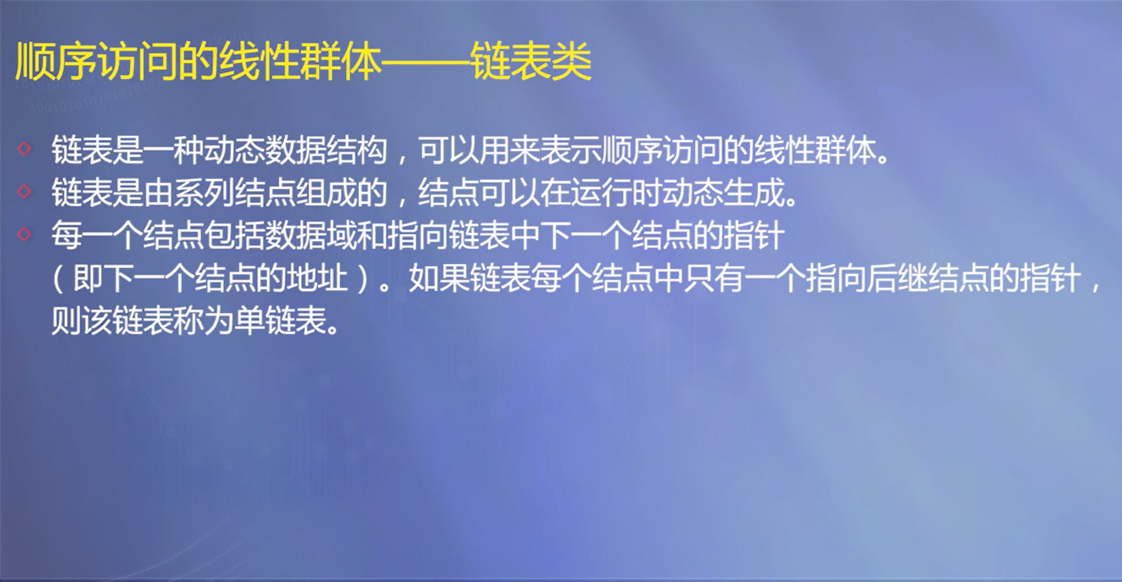 顺序访问的线性群体——链表类
链表是一种动态数据结构，可以用来表示顺序访问的线性群体。
链表是由系列结点组成的，结点可以在运行时动态生成。
每一个结点包括数据域和指向链表中下一个结点的指针
（即下一个结点的地址）。如果链表每个结点中只有一个指向后继结点的指针，
则该链表称为单链表。